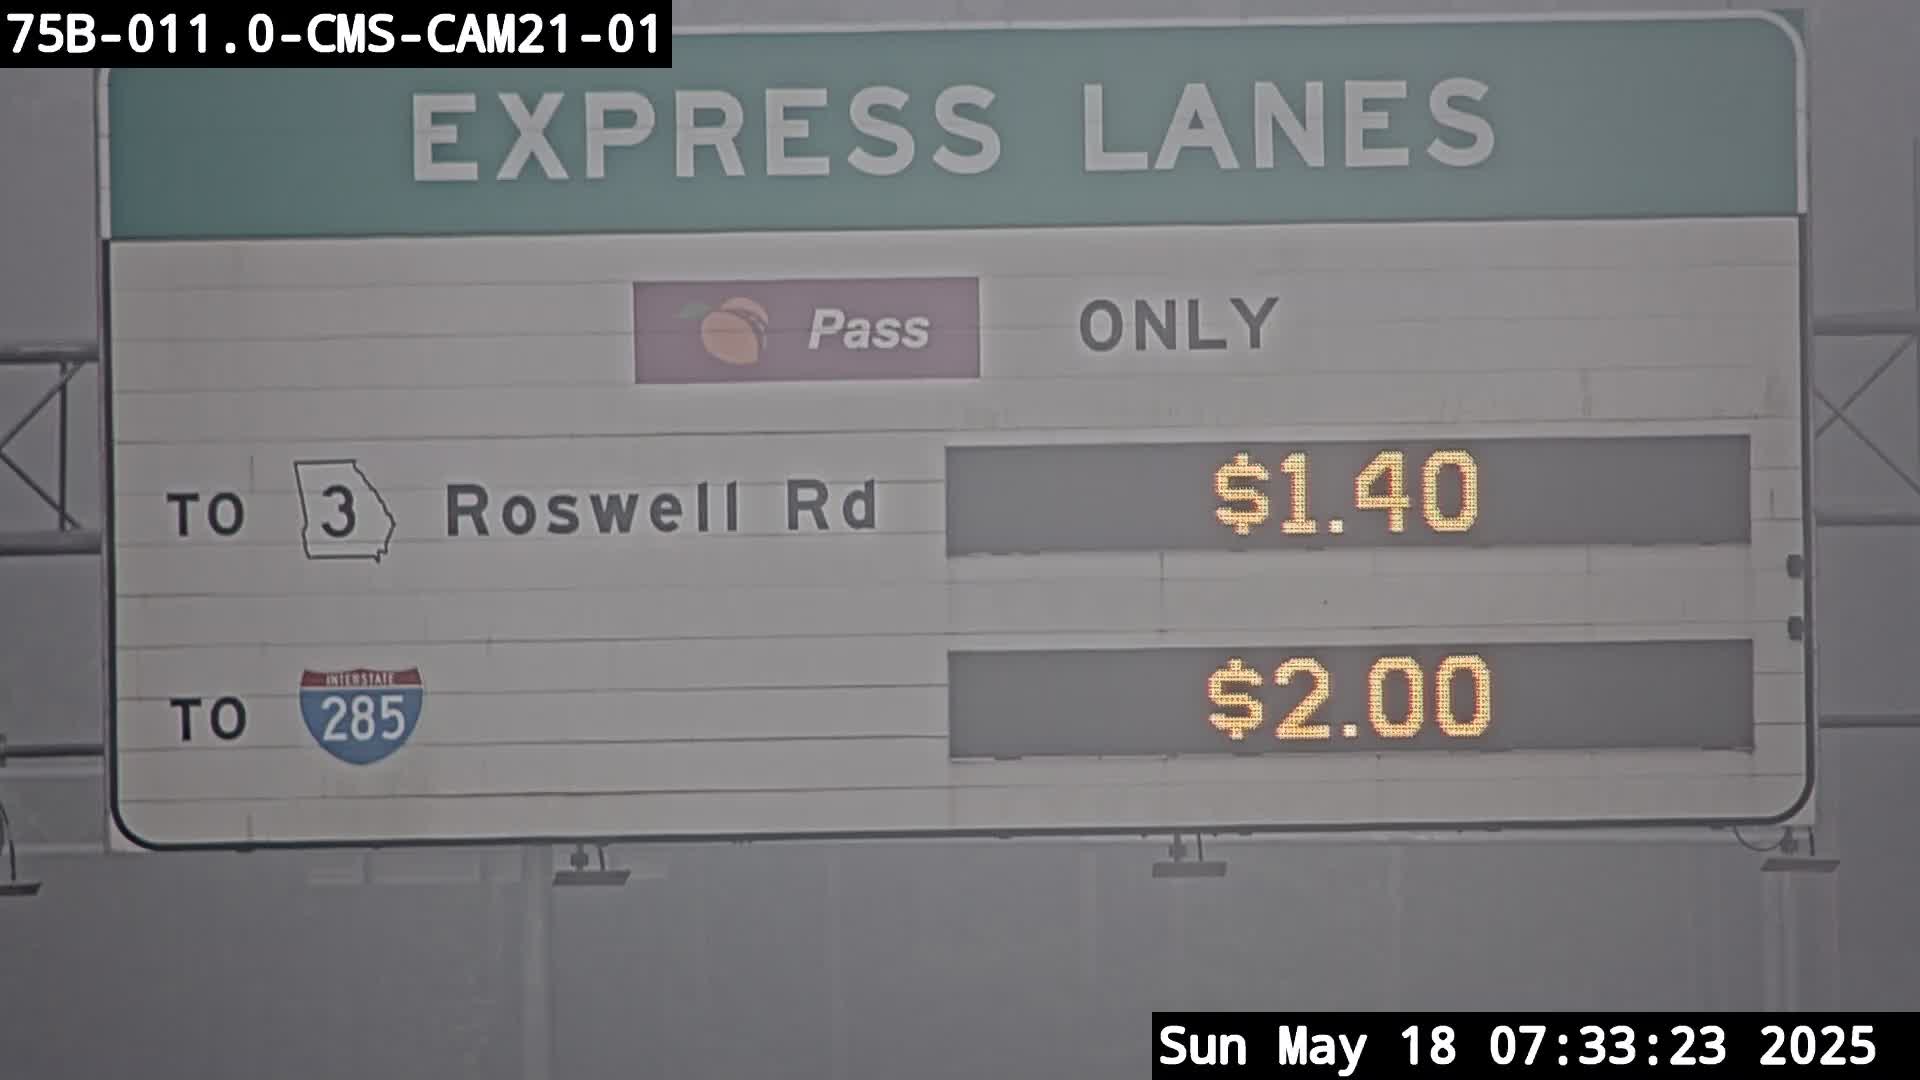 75B-011.0-CMS-CAM21-01
EXPRESS LANES
Pass ONLY
TO 3 Roswell Rd $1.40
INTERSTATE
TO 285 $2.00
Sun May 18 07:33:23 2025